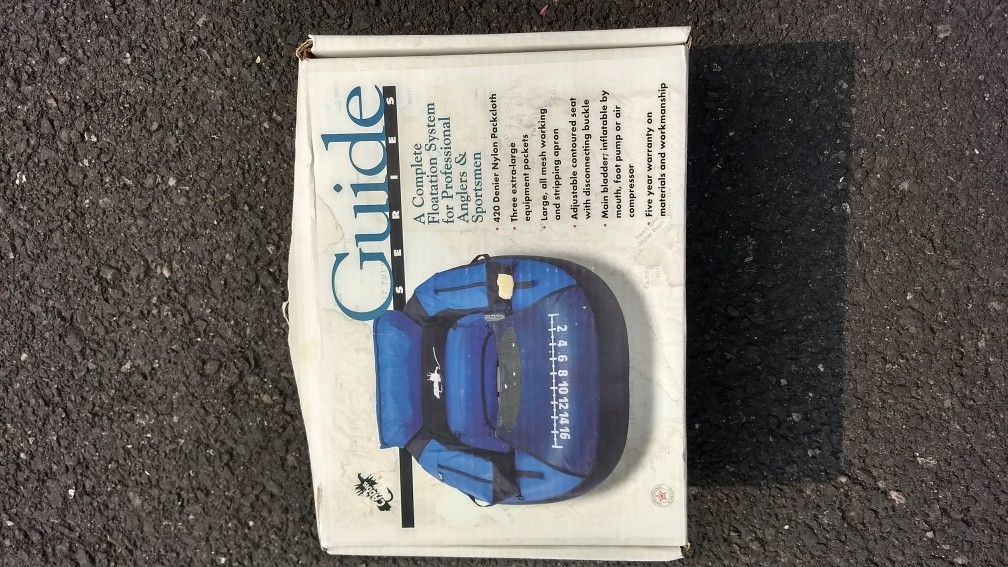 Guide
SERIES
A Complete
Floatation System
for Professional
Anglers &
Sportsmen
• 420 Denier Nylon Packcloth
• Three extra-large
equipment pockets
• Large, all mesh working
and stripping apron
• Adjustable contoured seat
with disconnecting buckle
• Main bladder; inflatable by
mouth, foot pump or air
compressor
• Five year warranty on
materials and workmanship
2 4 6 8 10 12 14 16